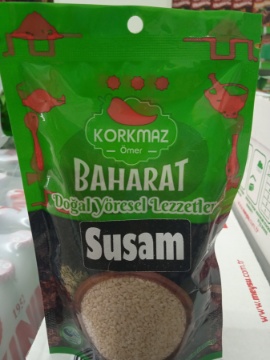 KORKMAZ
Ömer
BAHARAT
Doğal Yöresel Lezzetler
Susam